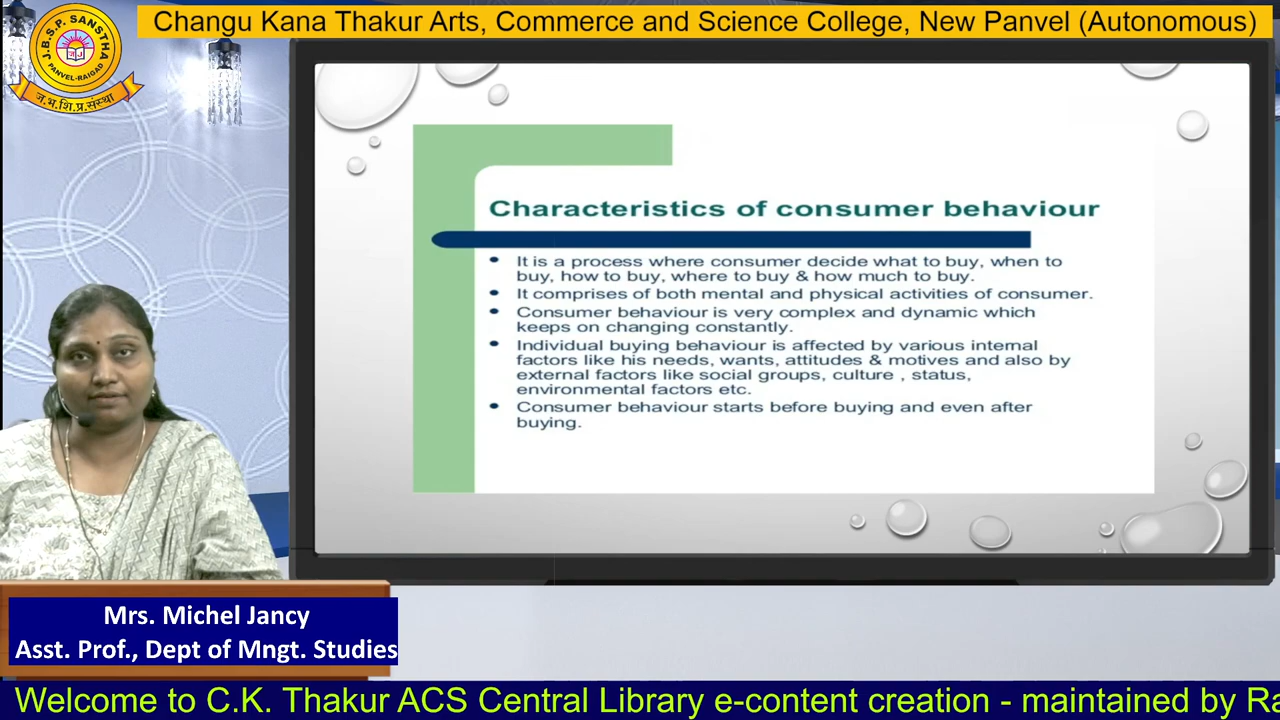 Changu Kana Thakur Arts, Commerce and Science College, New Panvel (Autonomous)
J.B.S.P. SANSTHA
PANVEL-RAIGAD
ज.भ.शि.प्र.संस्था
Characteristics of consumer behaviour
• It is a process where consumer decide what to buy, when to
buy, how to buy, where to buy & how much to buy.
• It comprises of both mental and physical activities of consumer.
• Consumer behaviour is very complex and dynamic which
keeps on changing constantly.
• Individual buying behaviour is affected by various internal
factors like his needs, wants, attitudes & motives and also by
external factors like social groups, culture , status,
environmental factors etc.
• Consumer behaviour starts before buying and even after
buying.
Mrs. Michel Jancy
Asst. Prof., Dept of Mngt. Studies
Welcome to C.K. Thakur ACS Central Library e-content creation - maintained by Ra